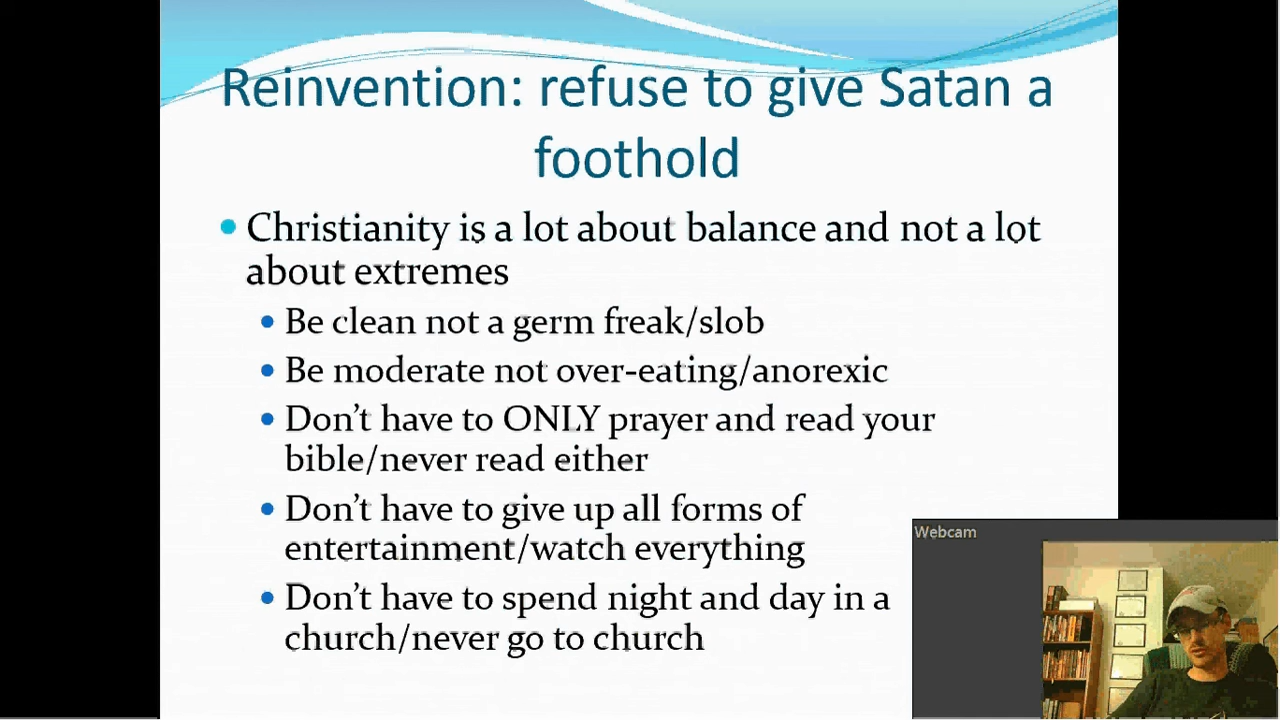 Reinvention: refuse to give Satan a
foothold
Christianity is a lot about balance and not a lot
about extremes
Be clean not a germ freak/slob
Be moderate not over-eating/anorexic
Don't have to ONLY prayer and read your
bible/never read either
Don't have to give up all forms of
entertainment/watch everything
Don't have to spend night and day in a
church/never go to church
Webcam